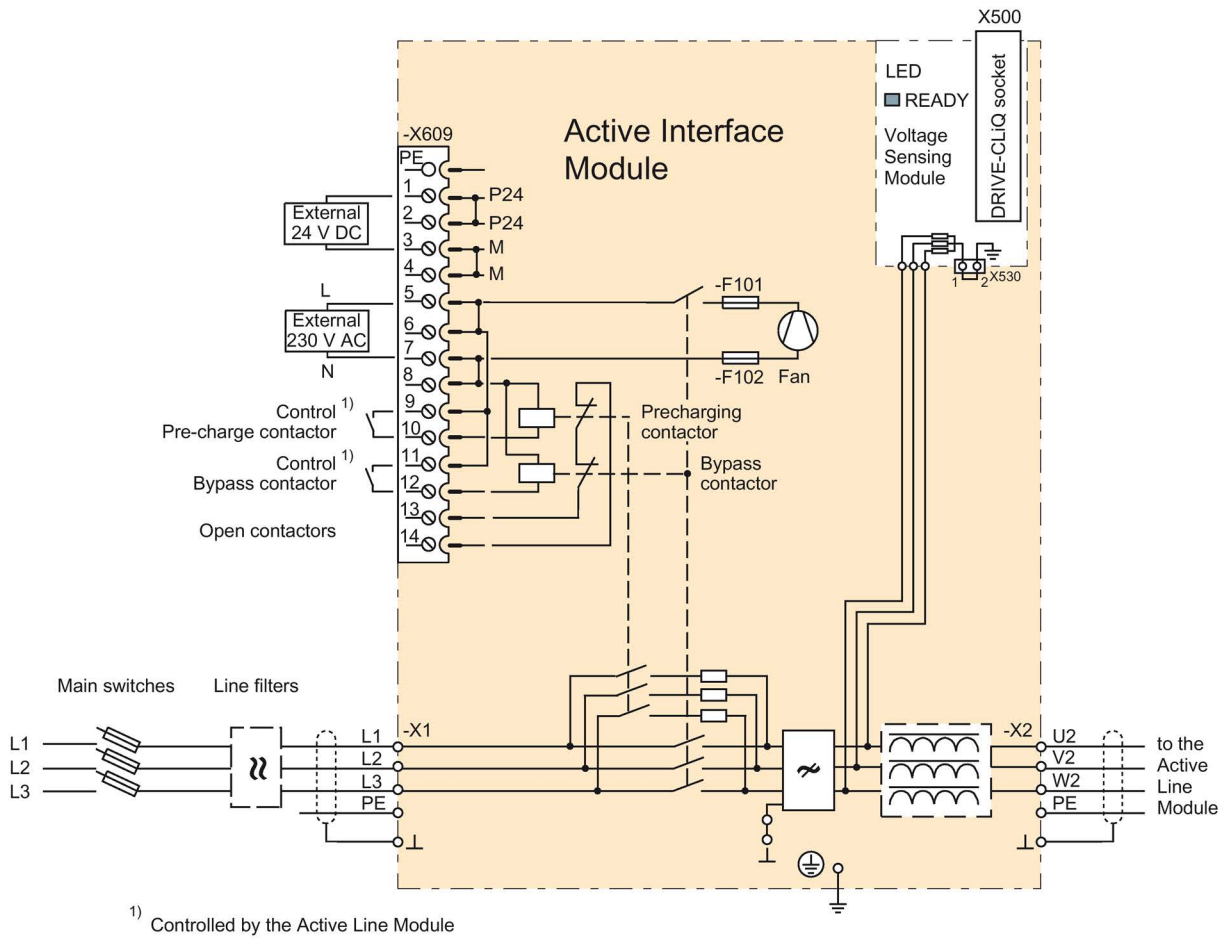 X500
LED
READY
Voltage
Sensing
Module
DRIVE-CLiQ socket
Active Interface
Module
-X609
PE
1
2
3
4
5
6
7
8
9
10
11
12
13
14
P24
P24
M
M
External
24 V DC
L
External
230 V AC
N
-F101
-F102
Fan
1
2
X530
Control 1)
Pre-charge contactor
Control 1)
Bypass contactor
Open contactors
Precharging
contactor
Bypass
contactor
Main switches
Line filters
L1
L2
L3
L1
L2
L3
PE
-X1
-X2
U2
V2
W2
PE
to the
Active
Line
Module
1) Controlled by the Active Line Module